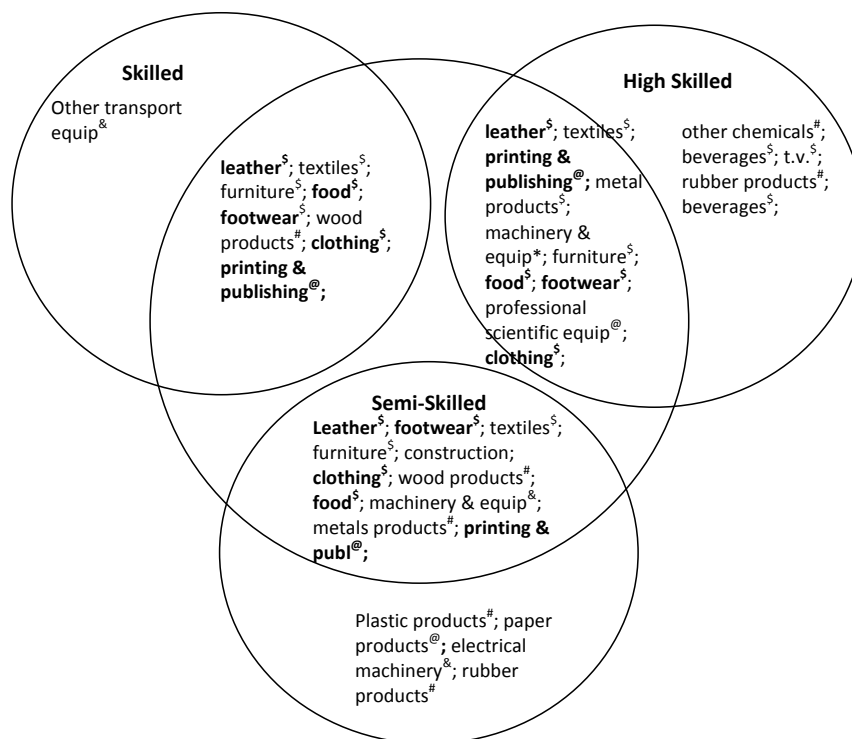 Skilled
Other transport
equip&
leather$; textiles$;
furniture$; food$;
footwear$; wood
products#; clothing$;
printing &
publishing@;
High Skilled
leather$; textiles$;
printing &
publishing@; metal
products$;
machinery &
equip*; furniture$;
food$; footwear$;
professional
scientific equip@;
clothing$;
other chemicals#;
beverages$; t.v.$;
rubber products#;
beverages$;
Semi-Skilled
Leather$; footwear$; textiles$;
furniture$; construction;
clothing$; wood products#;
food$; machinery & equip&;
metals products#; printing &
publ@;
Plastic products#; paper
products@; electrical
machinery&; rubber
products#